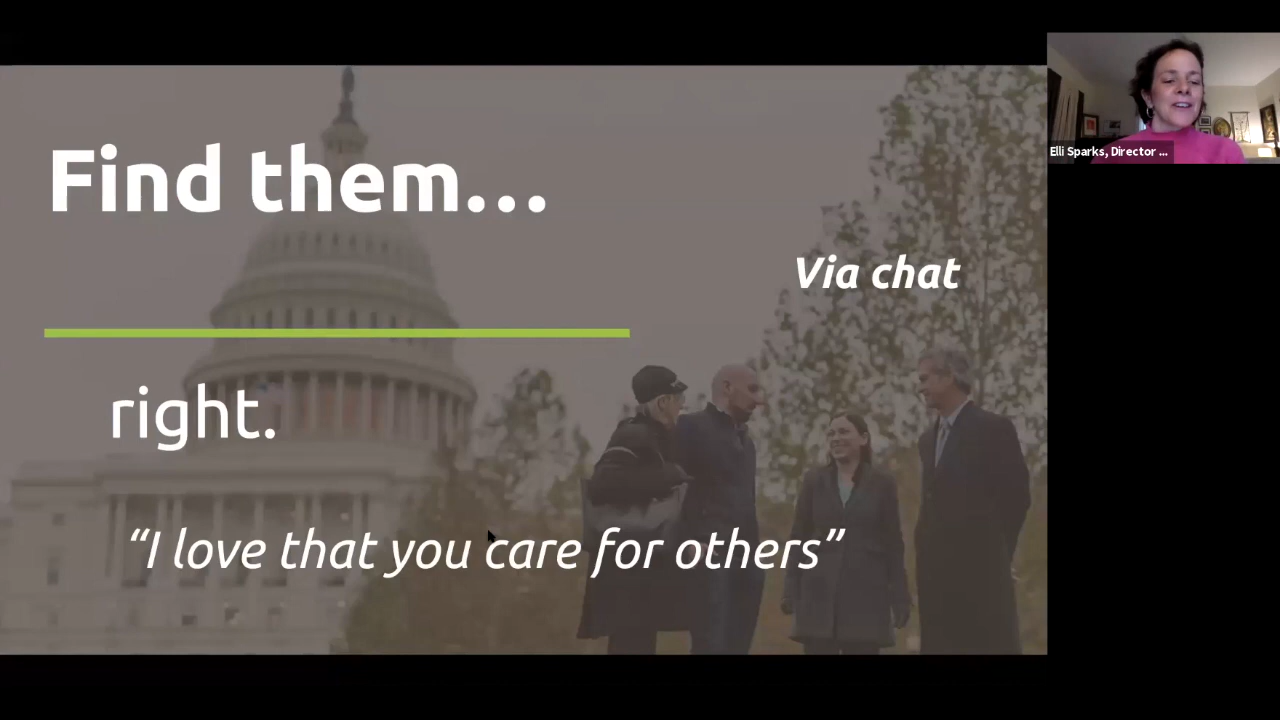 Find them...
Via chat
right.
“I love that you care for others”
Elli Sparks, Director ...